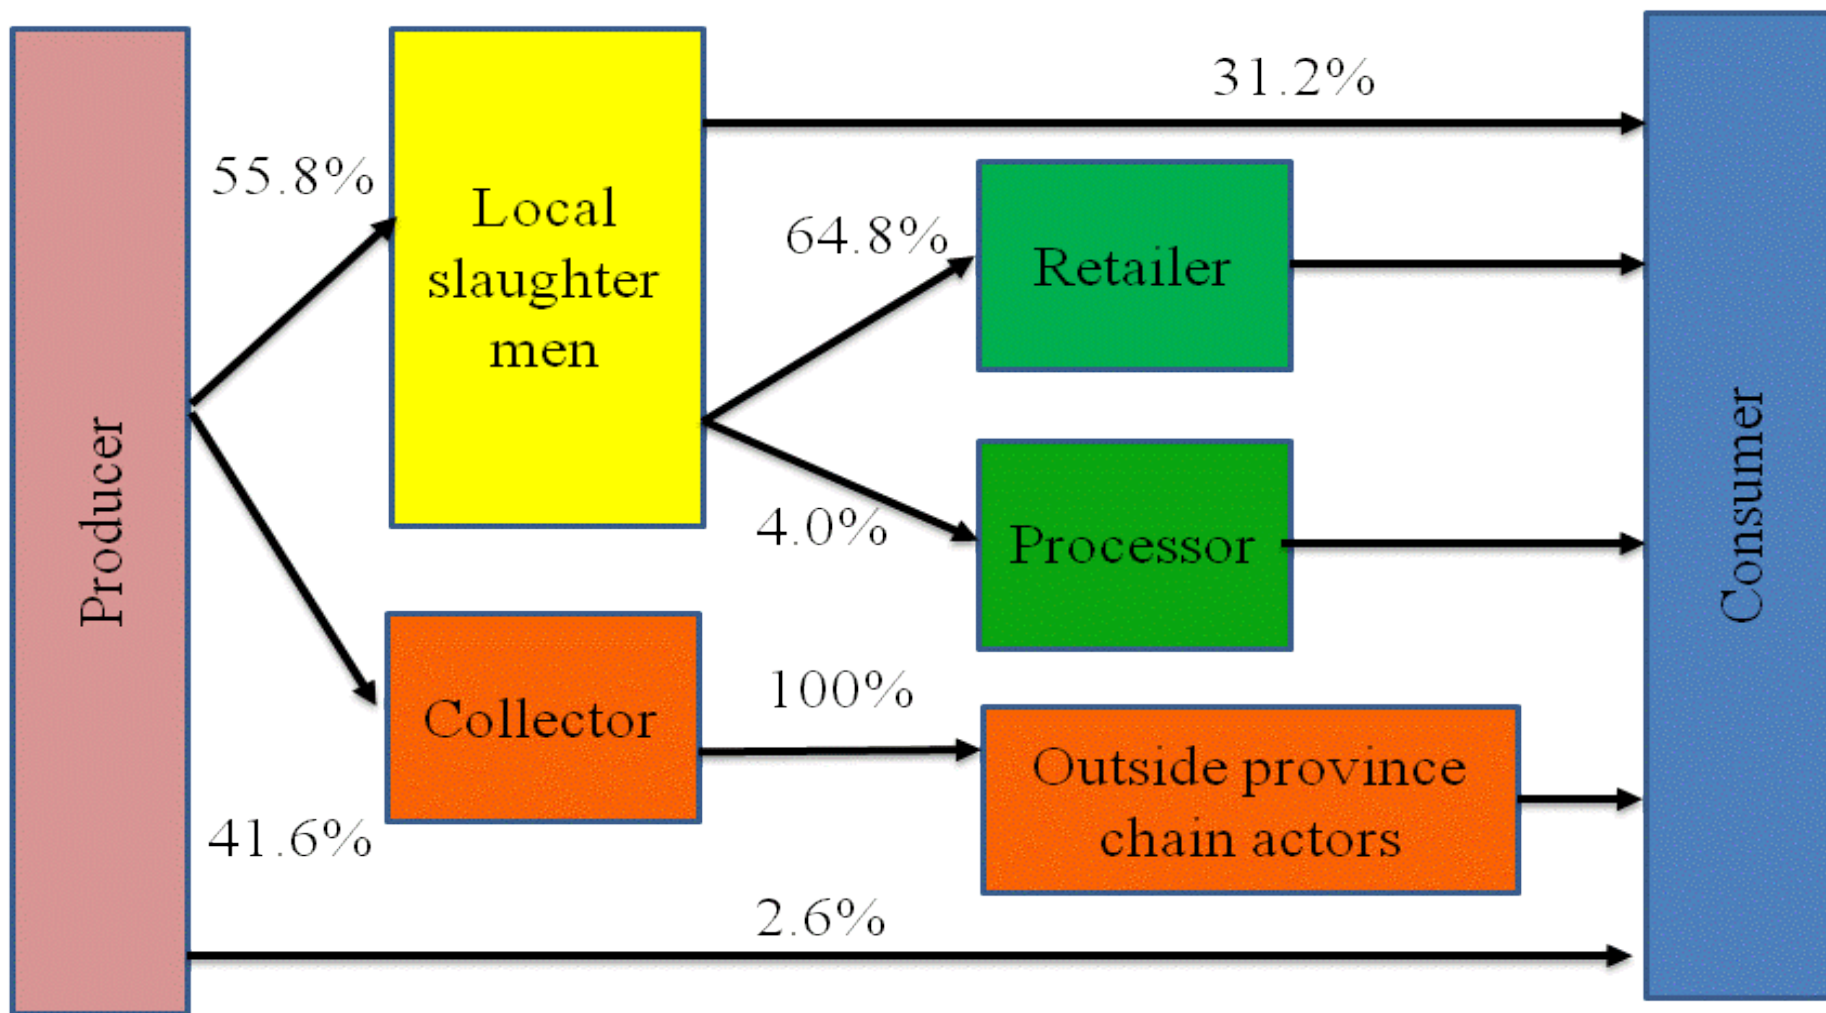 Producer
55.8%
41.6%
Local
slaughter
men
Collector
31.2%
64.8%
4.0%
100%
2.6%
Retailer
Processor
Outside province
chain actors
Consumer